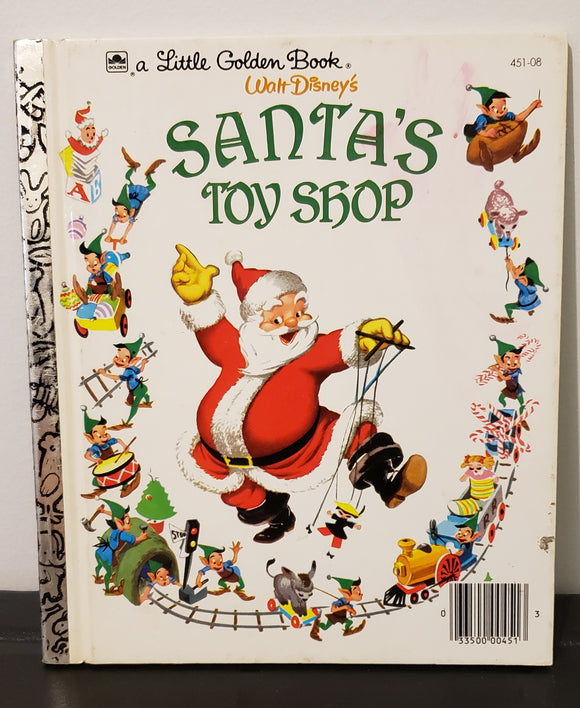 GOLDEN
a Little Golden Book®
451-08
Walt Disney's
SANTA'S
TOY SHOP
A B
STOP
0 33500 00451 3